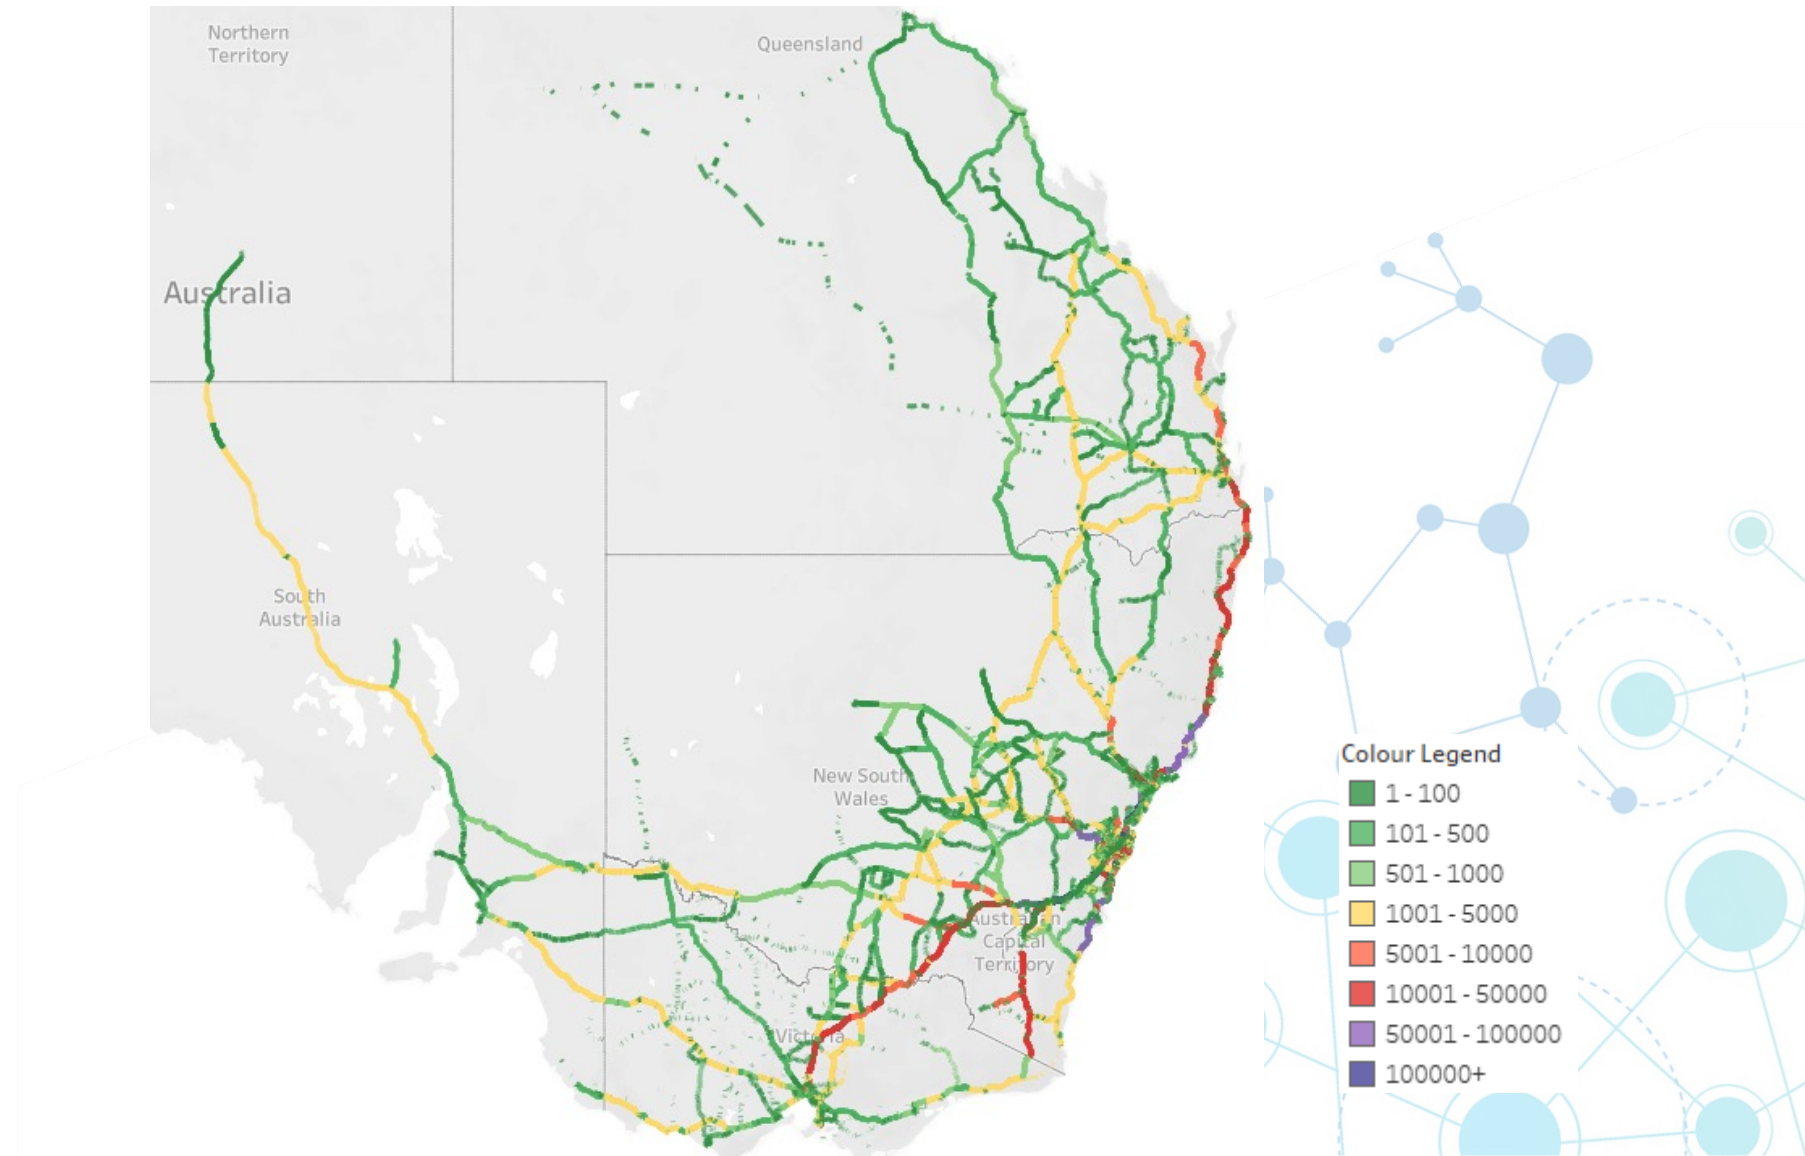 Northern
Territory
Queensland
Australia
South
Australia
New South
Wales
Australian
Capital
Territory
Victoria
Colour Legend
1 - 100
101 - 500
501 - 1000
1001 - 5000
5001 - 10000
10001 - 50000
50001 - 100000
100000+